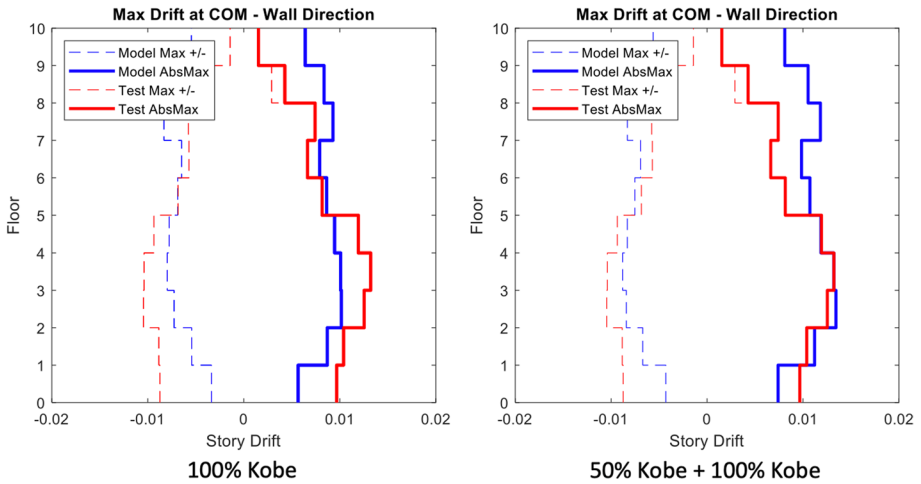 Max Drift at COM - Wall Direction
10
9
8
7
6
5
4
3
2
1
0
Floor
Model Max +/-
Model AbsMax
Test Max +/-
Test AbsMax
-0.02 -0.01 0 0.01 0.02
Story Drift
100% Kobe
Max Drift at COM - Wall Direction
10
9
8
7
6
5
4
3
2
1
0
Floor
Model Max +/-
Model AbsMax
Test Max +/-
Test AbsMax
-0.02 -0.01 0 0.01 0.02
Story Drift
50% Kobe + 100% Kobe